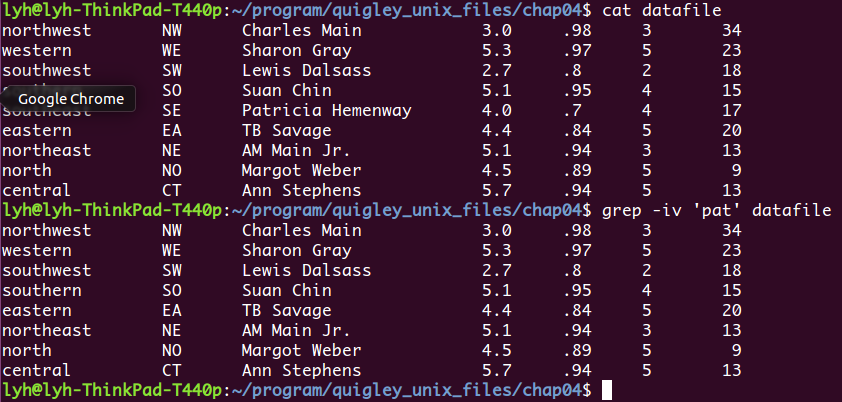 lyh@lyh-ThinkPad-T440p:~/program/quigley_unix_files/chap04$ cat datafile
northwest NW Charles Main 3.0 .98 3 34
western WE Sharon Gray 5.3 .97 5 23
southwest SW Lewis Dalsass 2.7 .8 2 18
SO Suan Chin 5.1 .95 4 15
Google Chrome
southeast SE Patricia Hemenway 4.0 .7 4 17
eastern EA TB Savage 4.4 .84 5 20
northeast NE AM Main Jr. 5.1 .94 3 13
north NO Margot Weber 4.5 .89 5 9
central CT Ann Stephens 5.7 .94 5 13
lyh@lyh-ThinkPad-T440p:~/program/quigley_unix_files/chap04$ grep -iv 'pat' datafile
northwest NW Charles Main 3.0 .98 3 34
western WE Sharon Gray 5.3 .97 5 23
southwest SW Lewis Dalsass 2.7 .8 2 18
southern SO Suan Chin 5.1 .95 4 15
eastern EA TB Savage 4.4 .84 5 20
northeast NE AM Main Jr. 5.1 .94 3 13
north NO Margot Weber 4.5 .89 5 9
central CT Ann Stephens 5.7 .94 5 13
lyh@lyh-ThinkPad-T440p:~/program/quigley_unix_files/chap04$